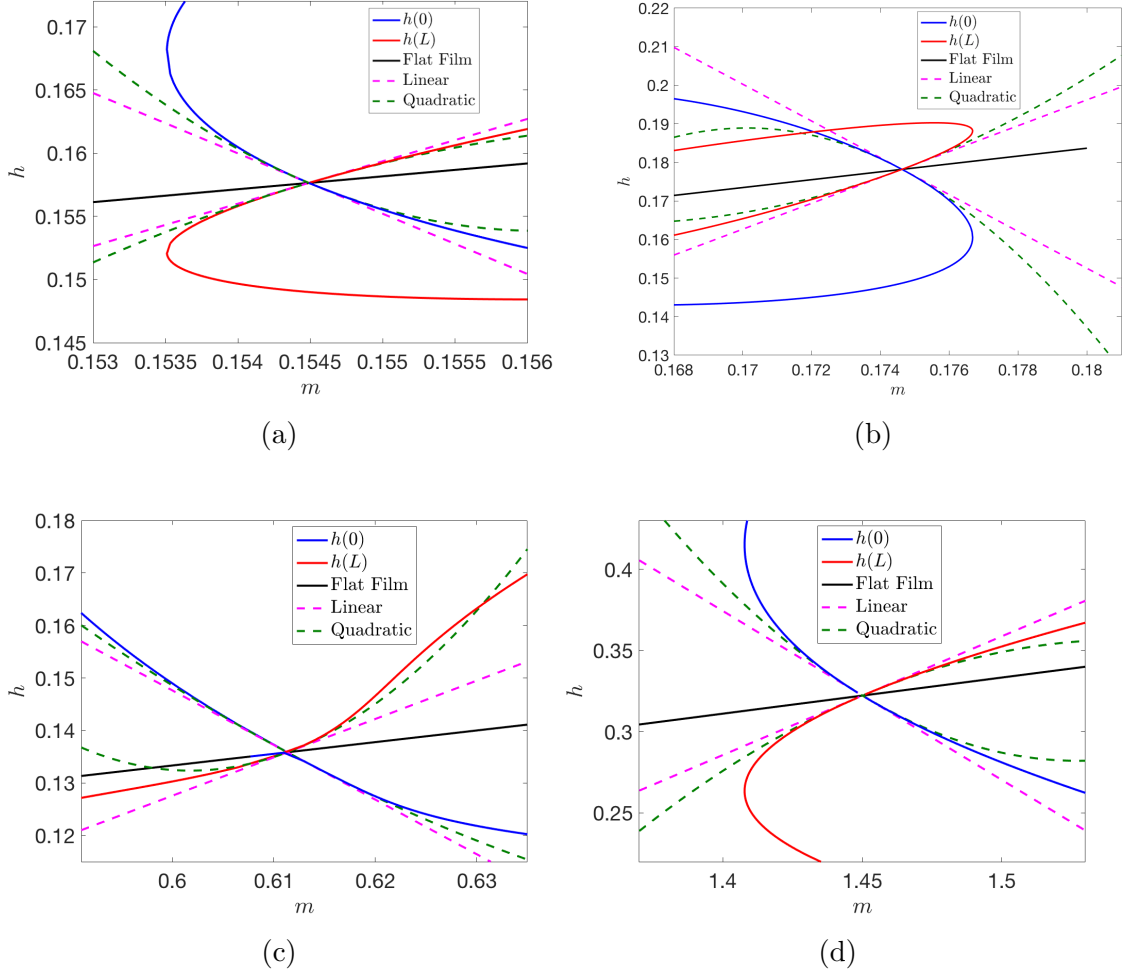 h(0)
h(L)
Flat Film
Linear
Quadratic
0.17
0.165
0.16
0.155
0.15
0.145
h
0.153 0.1535 0.154 0.1545 0.155 0.1555 0.156
m
(a)
h(0)
h(L)
Flat Film
Linear
Quadratic
0.22
0.21
0.2
0.19
0.18
0.17
0.16
0.15
0.14
0.13
h
0.168 0.17 0.172 0.174 0.176 0.178 0.18
m
(b)
h(0)
h(L)
Flat Film
Linear
Quadratic
0.18
0.17
0.16
0.15
0.14
0.13
0.12
h
0.6 0.61 0.62 0.63
m
(c)
h(0)
h(L)
Flat Film
Linear
Quadratic
0.4
0.35
0.3
0.25
h
1.4 1.45 1.5
m
(d)